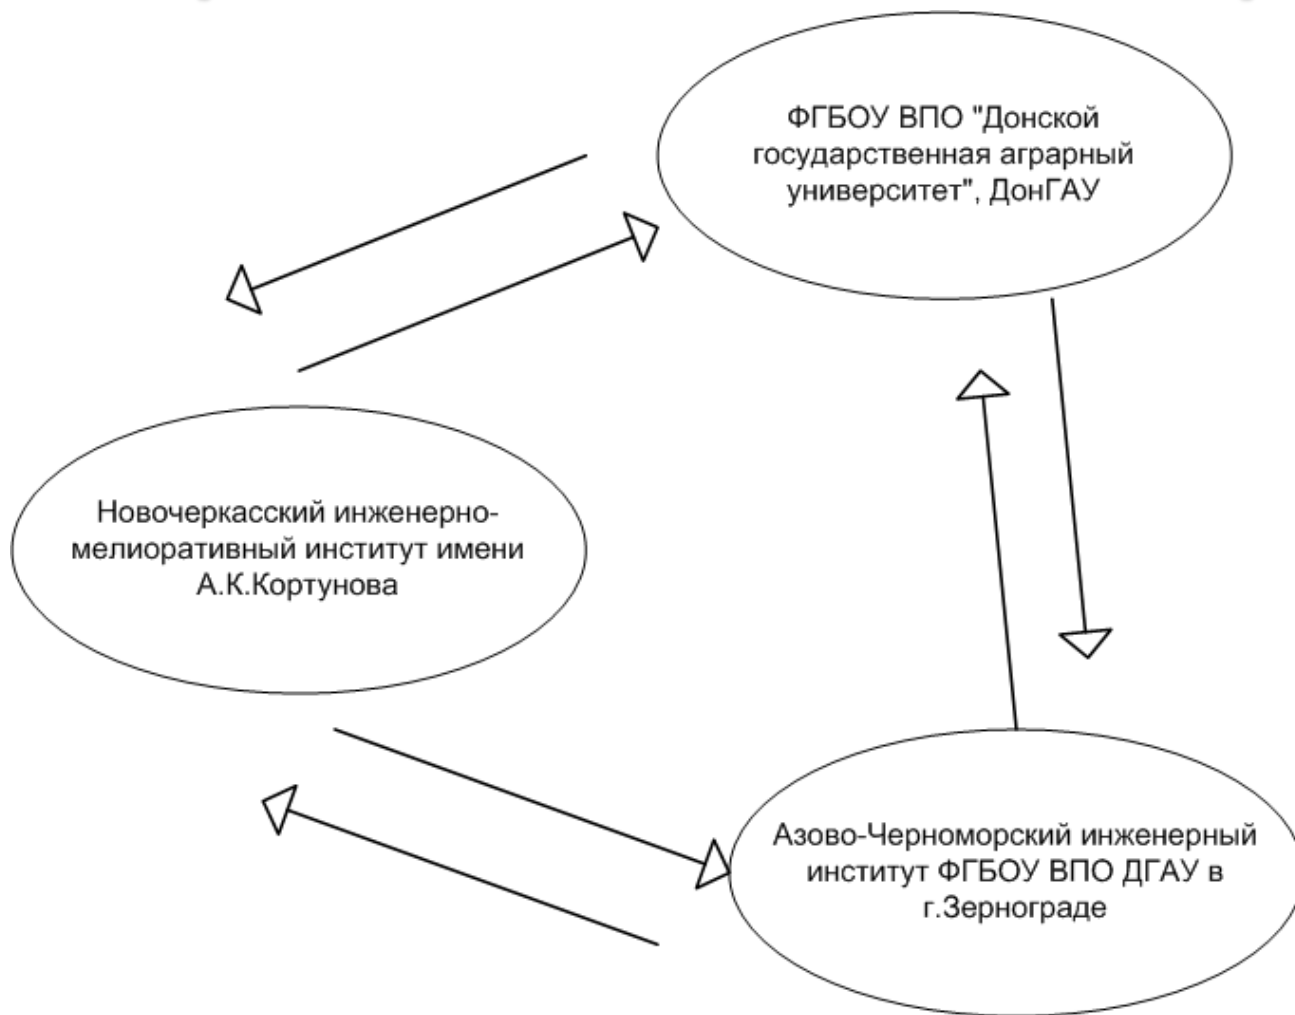 ФГБОУ ВПО "Донской
государственная аграрный
университет", ДонГАУ
Новочеркасский инженерно-
мелиоративный институт имени
А.К.Кортунова
Азово-Черноморский инженерный
институт ФГБОУ ВПО ДГАУ в
г.Зернограде